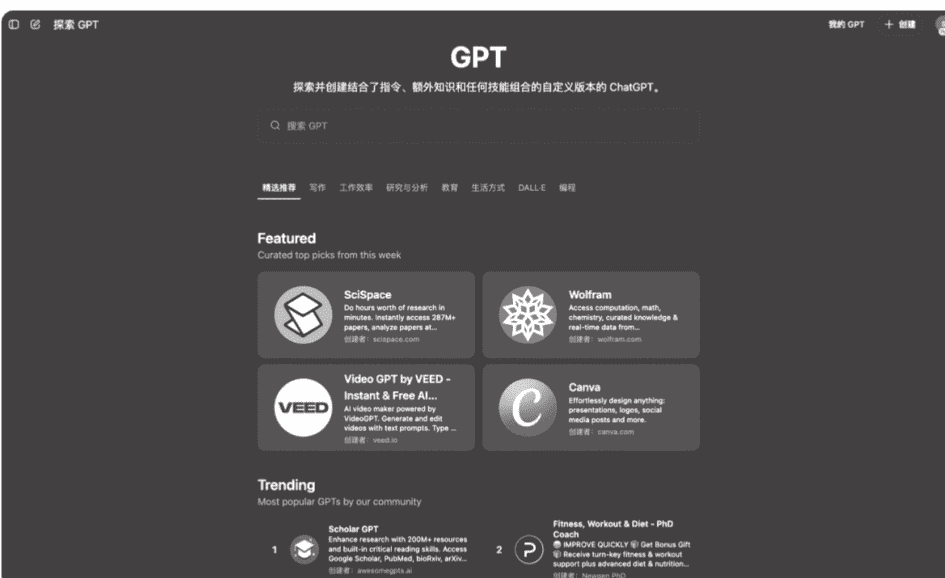 探索 GPT
我的 GPT
+ 创建
GPT
探索并创建结合了指令、额外知识和任何技能组合的自定义版本的 ChatGPT。
搜索 GPT
精选推荐 写作 工作效率 研究与分析 教育 生活方式 DALL·E 编程
Featured
Curated top picks from this week
SciSpace
Do hours worth of research in
minutes. Instantly access 287M+
papers, analyze papers at...
创建者：scispace.com
Wolfram
Access computation, math,
chemistry, curated knowledge &
real-time data from...
创建者：wolfram.com
VEED
Video GPT by VEED -
Instant & Free AI...
AI video maker powered by
VideoGPT. Generate and edit
videos with text prompts. Type ...
创建者：veed.io
C
Canva
Effortlessly design anything:
presentations, logos, social
media posts and more.
创建者：canva.com
Trending
Most popular GPTs by our community
1
Scholar GPT
Enhance research with 200M+ resources
and built-in critical reading skills. Access
Google Scholar, PubMed, bioRxiv, arXiv...
创建者：awesomegpts.ai
2
Fitness, Workout & Diet - PhD
Coach
IMPROVE QUICKLY Get Bonus Gift
Receive turn-key fitness & workout
support plus advanced diet & nutrition...
创建者：Newgen PhD